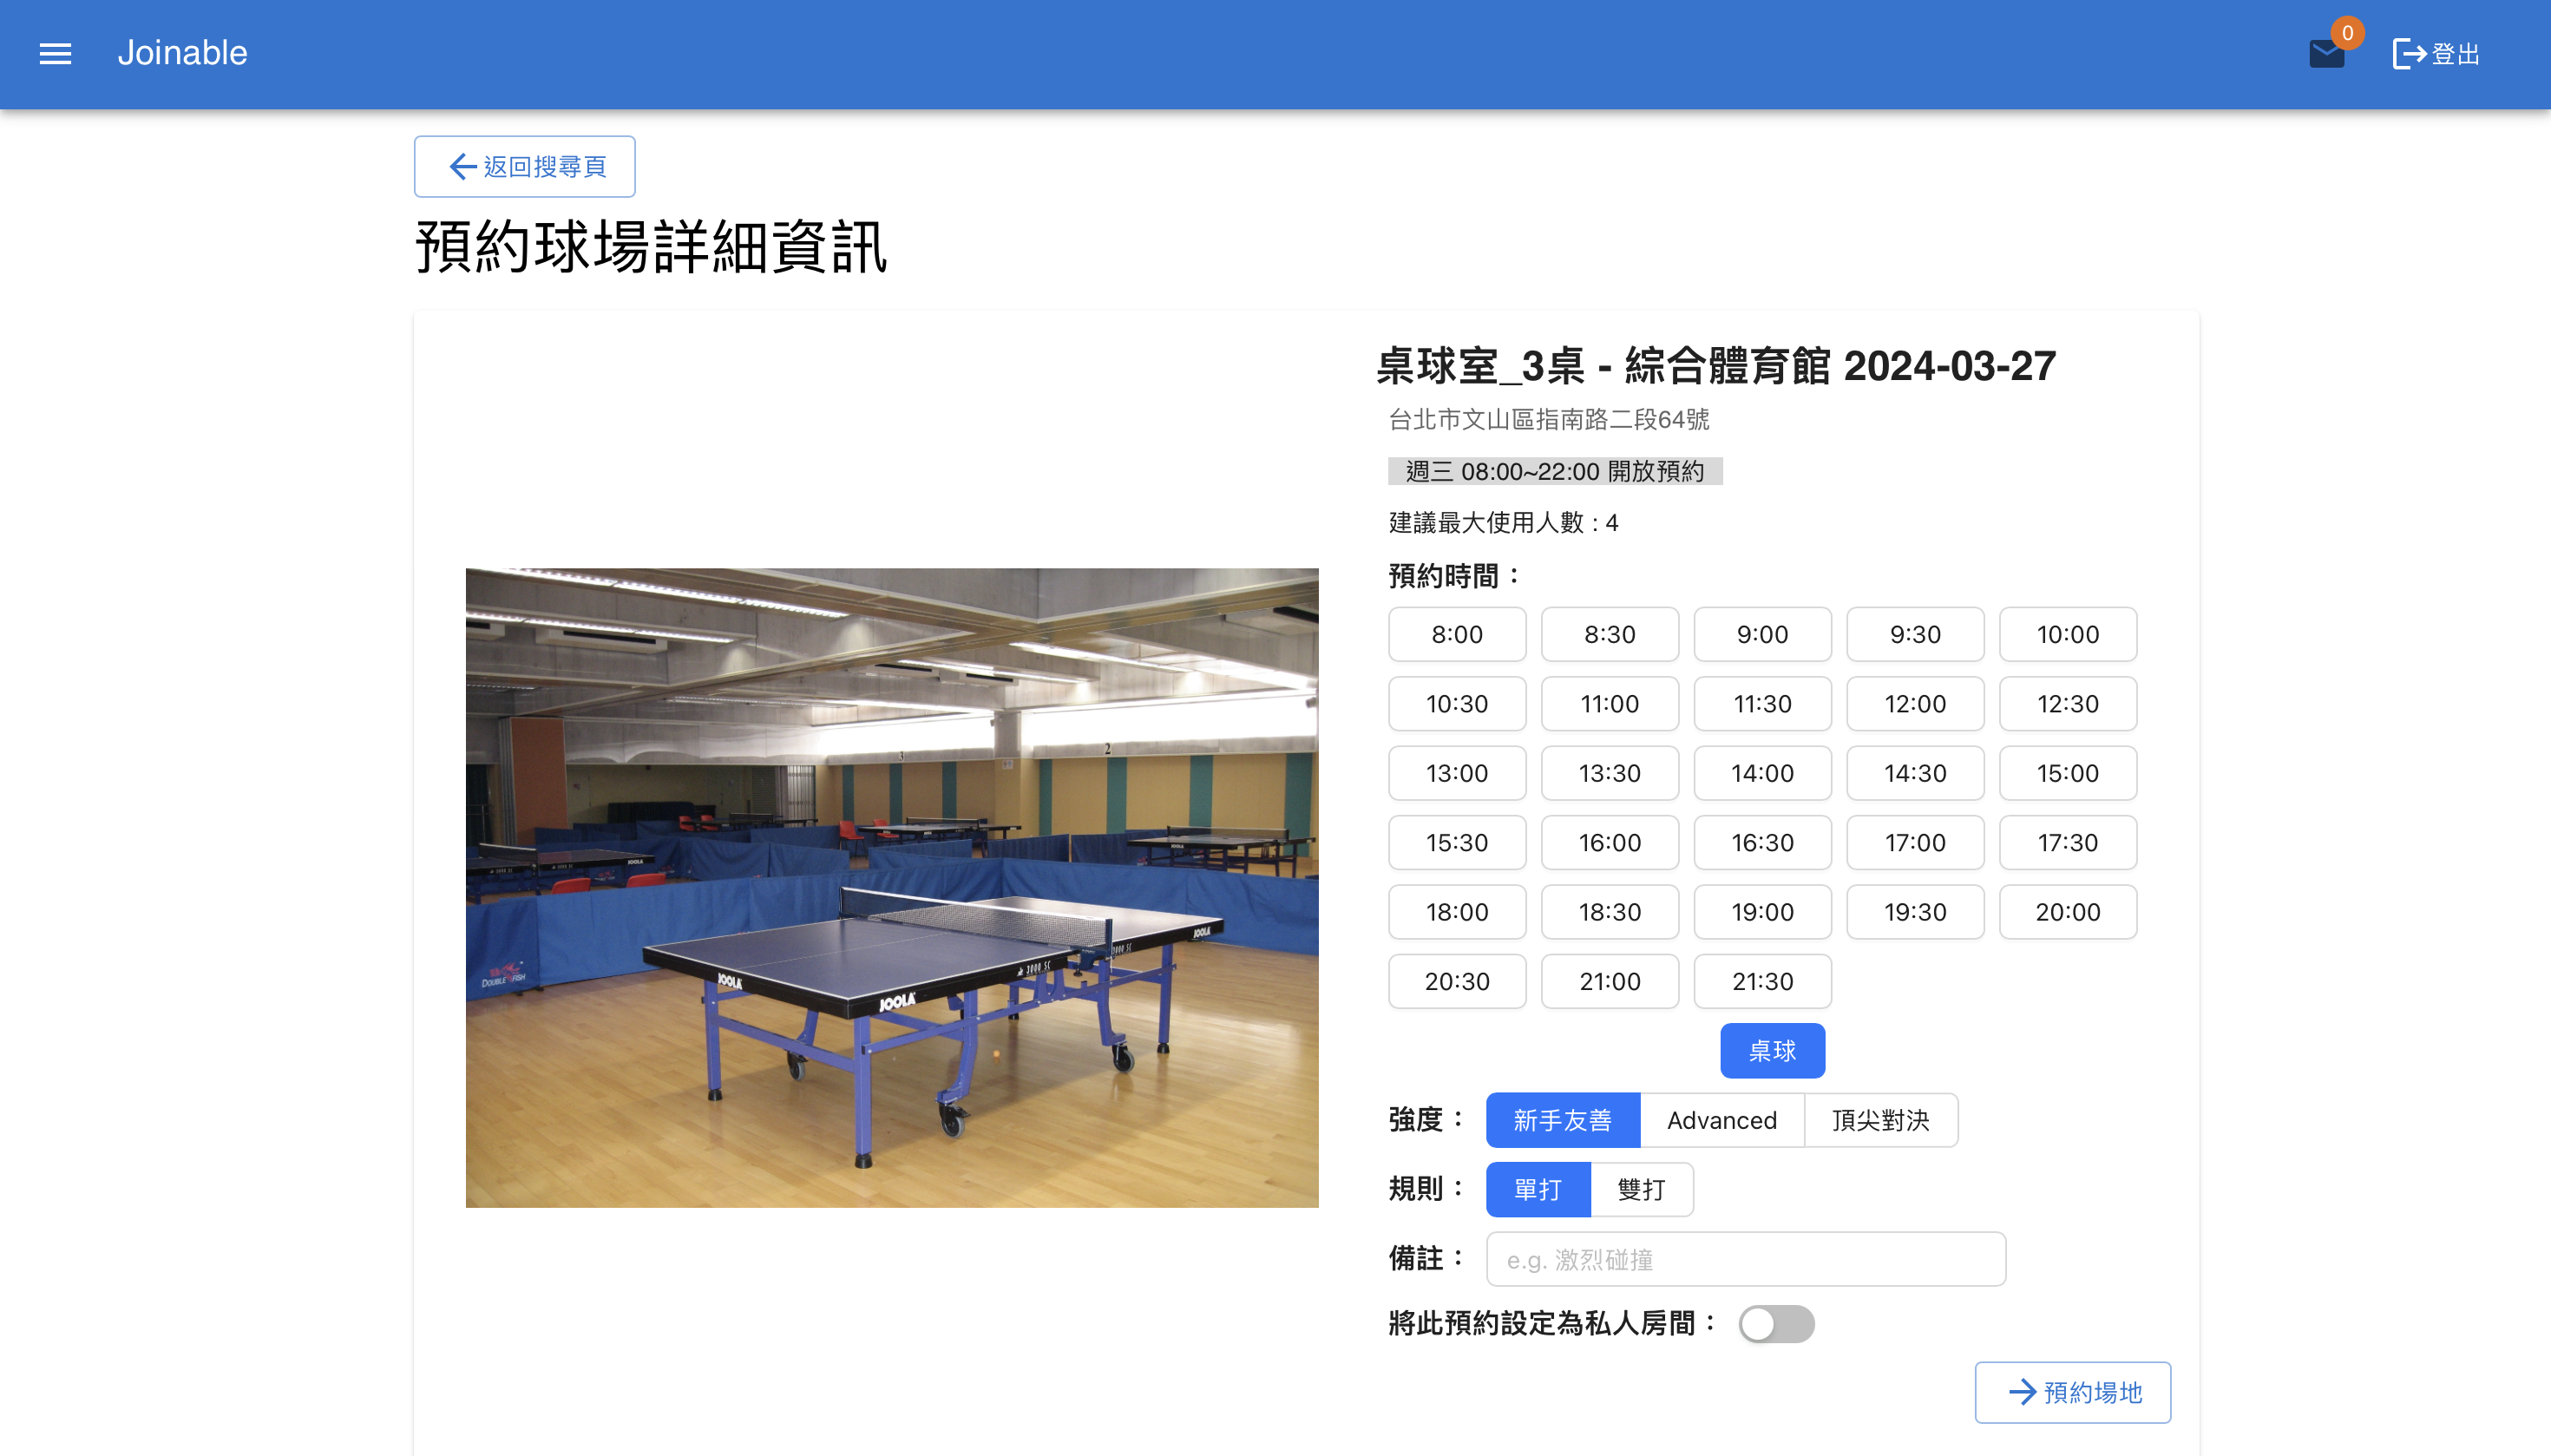 Joinable
0
登出
返回搜尋頁
預約球場詳細資訊
桌球室_3桌 - 綜合體育館 2024-03-27
台北市文山區指南路二段64號
週三 08:00~22:00 開放預約
建議最大使用人數 : 4
預約時間：
8:00 8:30 9:00 9:30 10:00
10:30 11:00 11:30 12:00 12:30
13:00 13:30 14:00 14:30 15:00
15:30 16:00 16:30 17:00 17:30
18:00 18:30 19:00 19:30 20:00
20:30 21:00 21:30
桌球
強度： 新手友善 Advanced 頂尖對決
規則： 單打 雙打
備註： e.g. 激烈碰撞
將此預約設定為私人房間：
預約場地
2
JOOLA
JOOLA
JOOLA
3000 SC
DOUBLE FISH